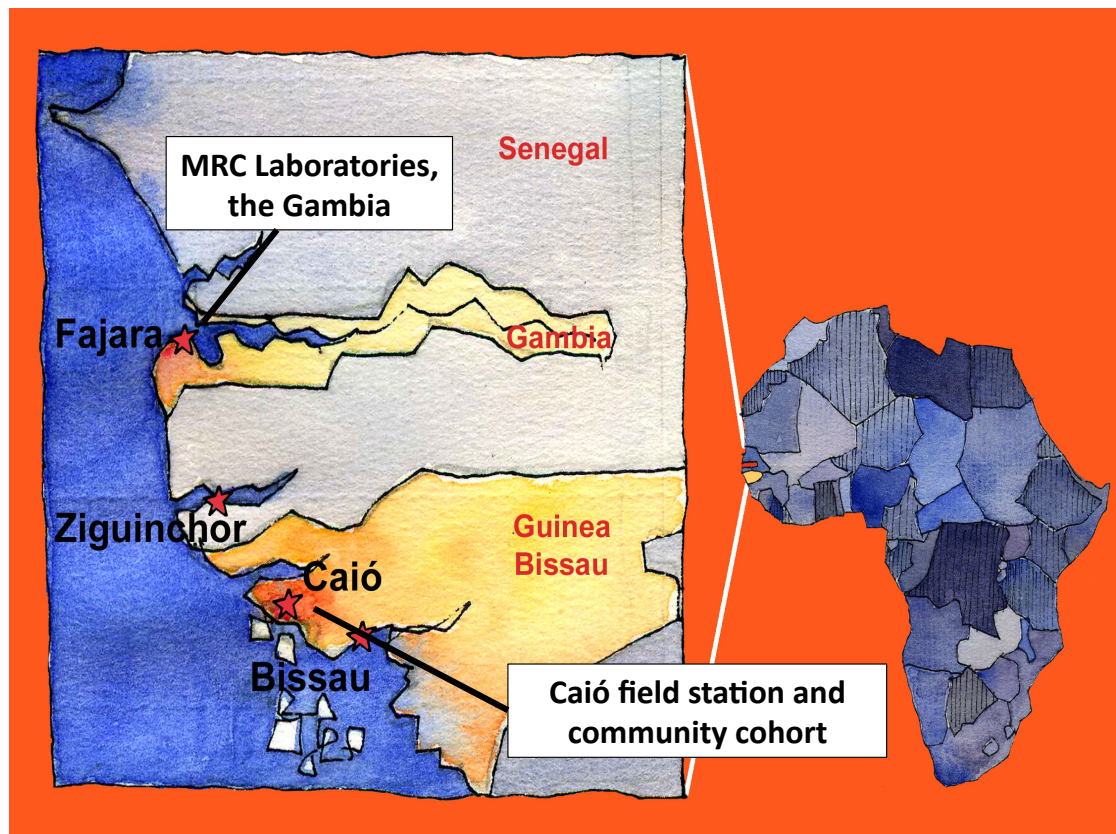 Senegal
MRC Laboratories,
the Gambia
Fajara
Gambia
Ziguinchor
Guinea
Bissau
Caió
Bissau
Caió field station and
community cohort